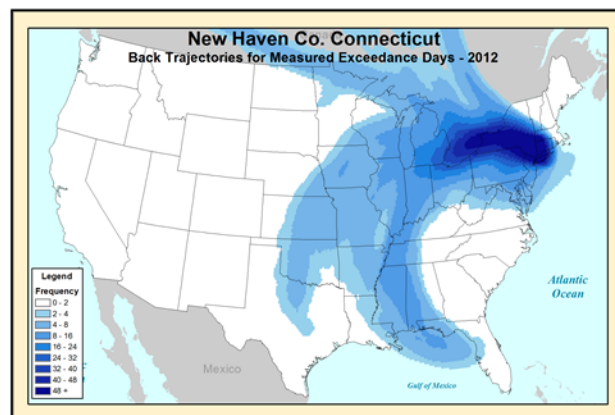 New Haven Co. Connecticut
Back Trajectories for Measured Exceedance Days - 2012
Legend
Frequency
0 - 2
2 - 4
4 - 8
8 - 16
16 - 24
24 - 32
32 - 40
40 - 48
48 +
Atlantic
Ocean
Mexico
Gulf of Mexico